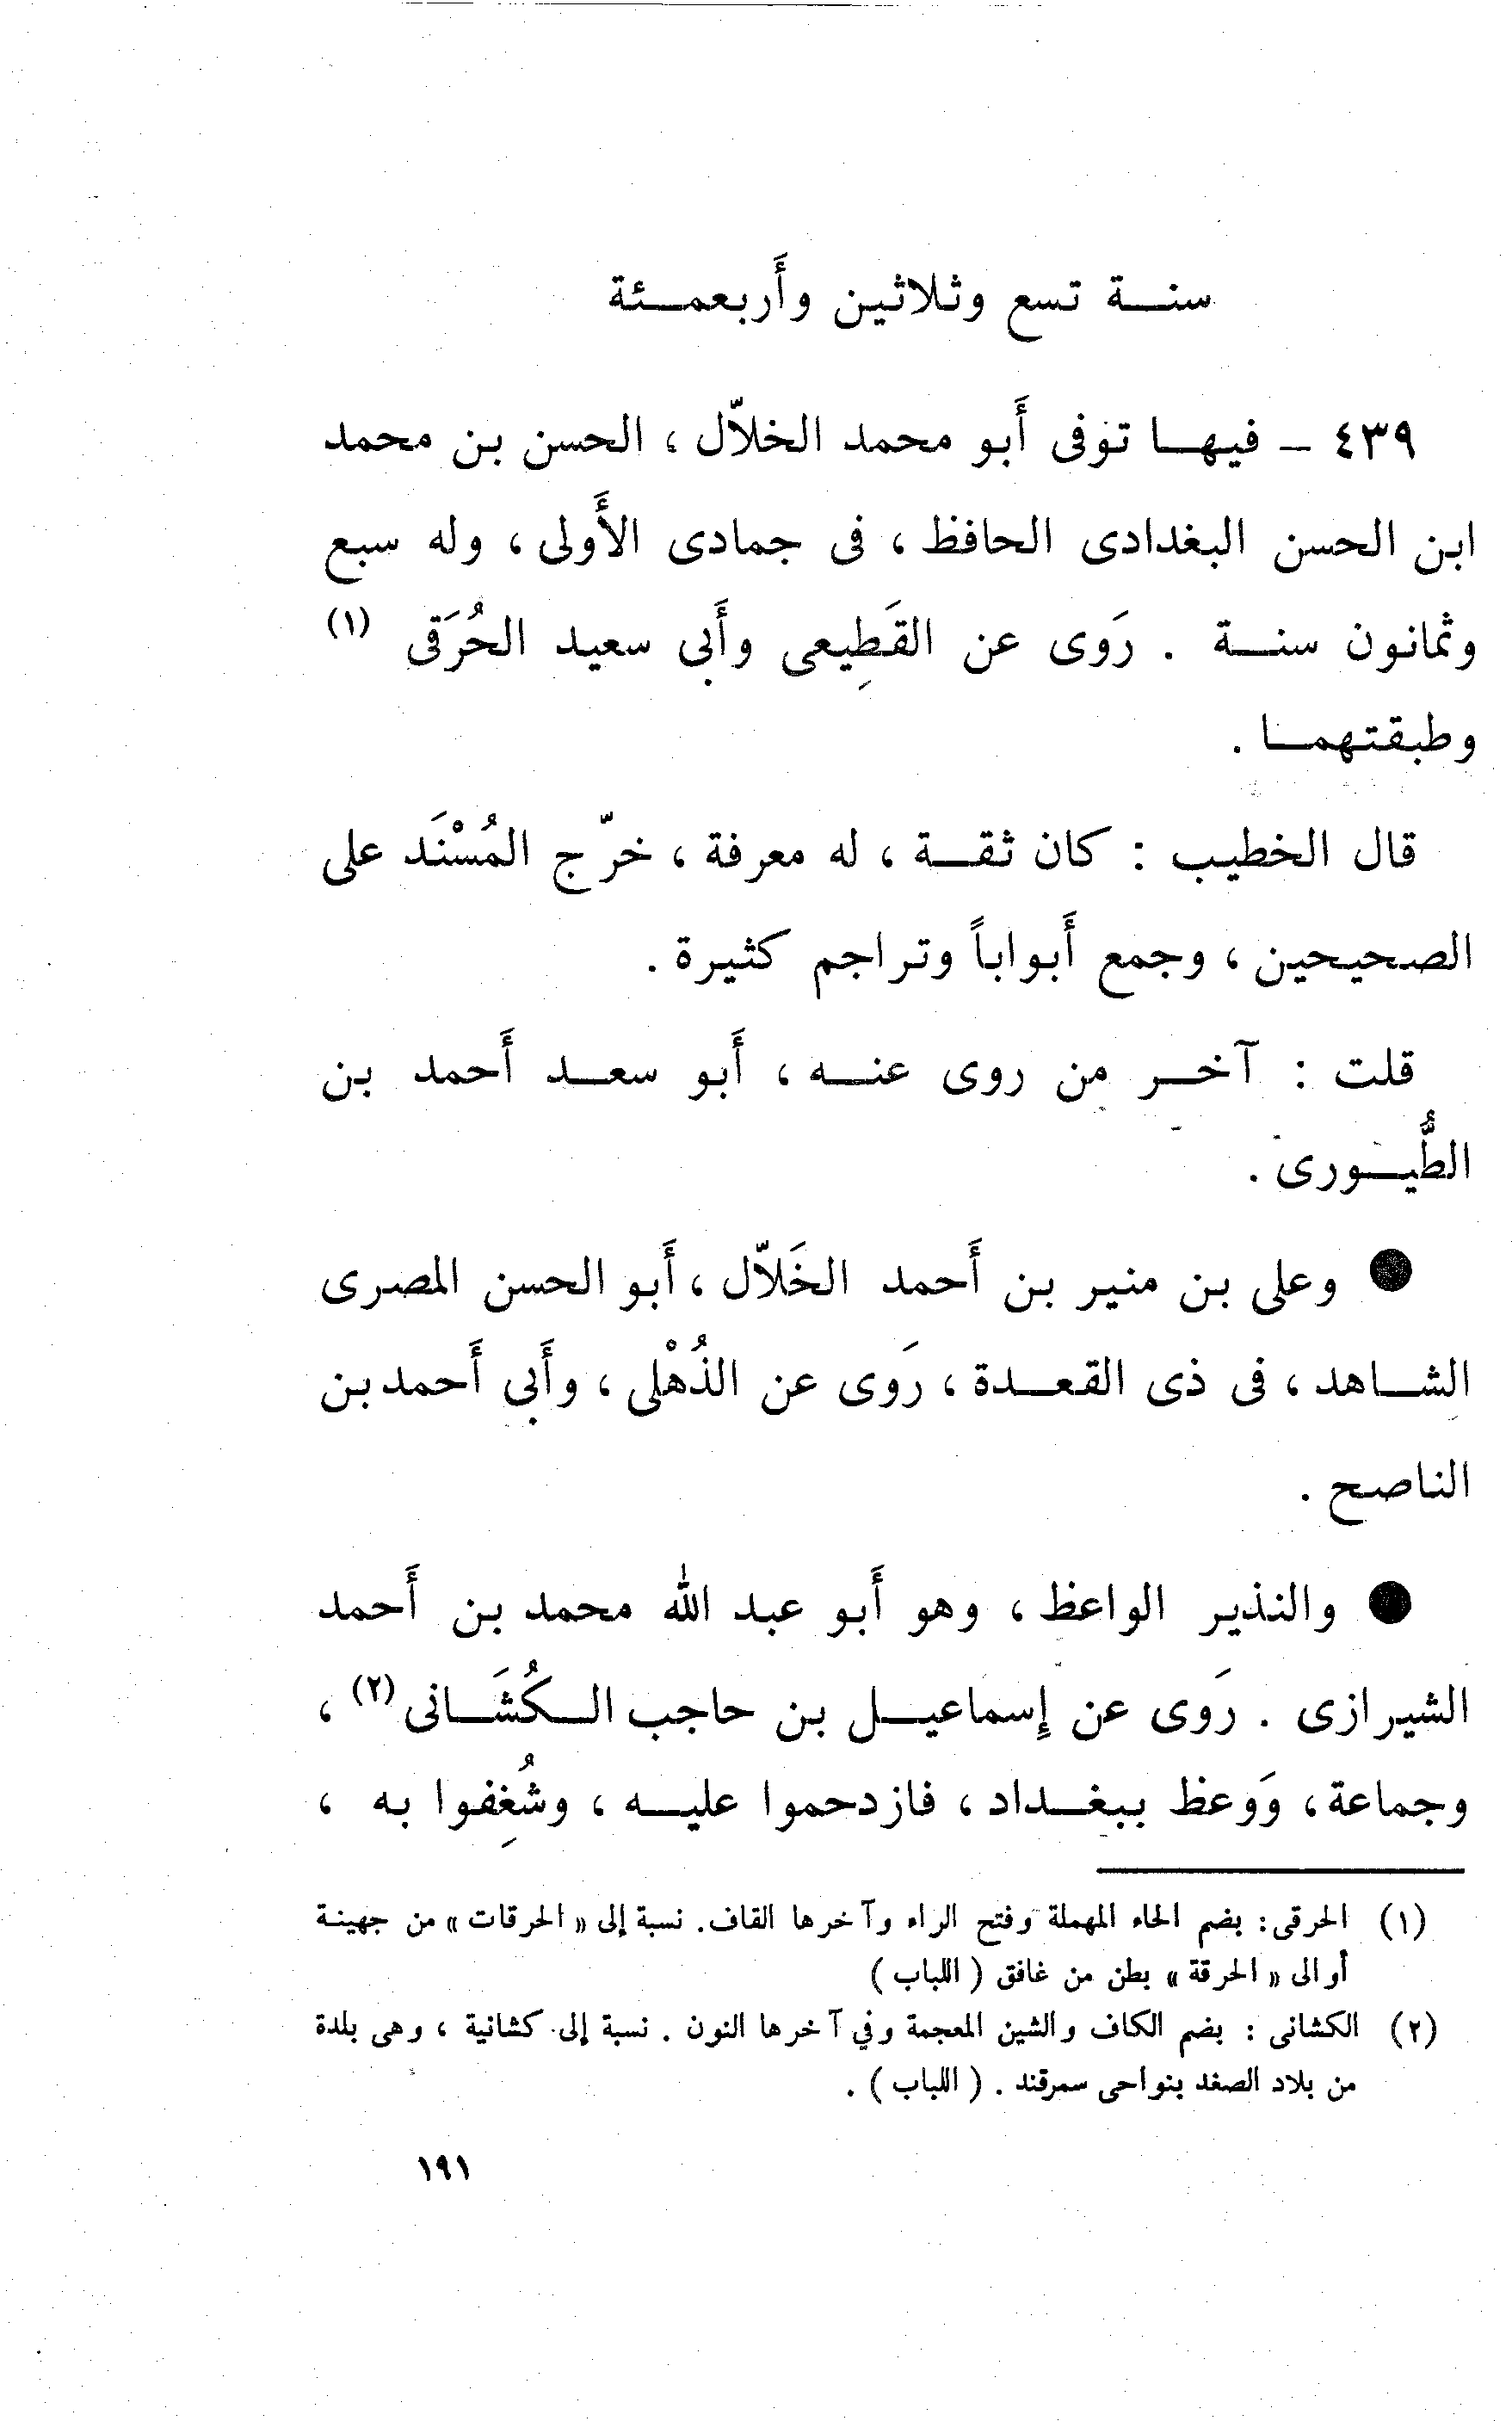 سنة تسع وثلاثين وأَربعمئة
٤٣٩ – فيها توفى أَبو محمد الخلاّل ، الحسن بن محمد
ابن الحسن البغدادى الحافظ ، فى جمادى الأَولى ، وله سبع
وثمانون سنة . رَوى عن القَطِيعى وأَبى سعيد الحُرَقى (١)
وطبقتهما .
قال الخطيب : كان ثقة ، له معرفة ، خرّج المُسْنَد على
الصحيحين ، وجمع أَبواباً وتراجم كثيرة .
قلت : آخر من روى عنه ، أَبو سعد أَحمد بن
الطُّيورى .
● وعلى بن منير بن أَحمد الخَلاّل ، أَبو الحسن المصرى
الشاهد ، فى ذى القعدة ، رَوى عن الذُهْلى ، وأَبى أَحمد بن
الناصح .
● والنذير الواعظ ، وهو أَبو عبد الله محمد بن أَحمد
الشيرازى . رَوى عن إِسماعيل بن حاجب الكُشَانى (٢) ،
وجماعة ، وَوعظ ببغداد ، فازدحموا عليه ، وشُغِفوا به ،
(١) الحرقى : بضم الحاء المهملة وفتح الراء وآخرها القاف . نسبة إلى « الحرقات » من جهينة
أو الى « الحرقة » بطن من غافق ( اللباب )
(٢) الكشانى : بضم الكاف والشين المعجمة وفي آخرها النون . نسبة إلى كشانية ، وهى بلدة
من بلاد الصغد بنواحى سمرقند . ( اللباب ) .
١٩١